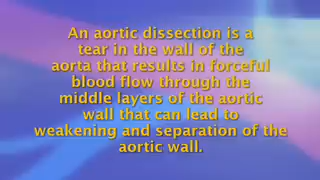 An aortic dissection is a
tear in the wall of the
aorta that results in forceful
blood flow through the
middle layers of the aortic
wall that can lead to
weakening and separation of the
aortic wall.